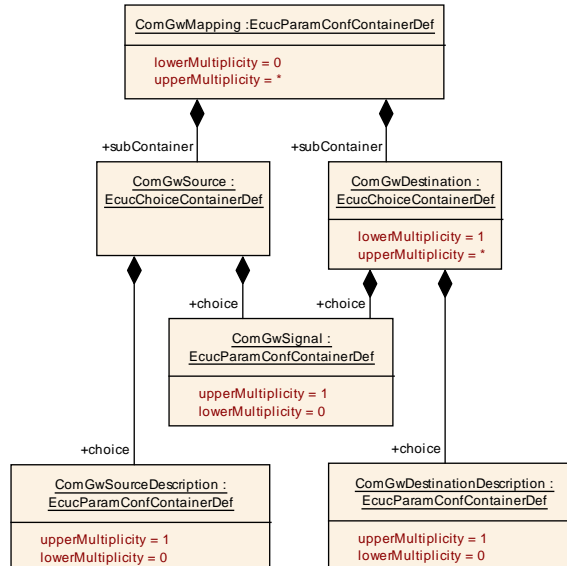 ComGwMapping :EcucParamConfContainerDef
lowerMultiplicity = 0
upperMultiplicity = *
+subContainer
+subContainer
ComGwSource :
EcucChoiceContainerDef
ComGwDestination :
EcucChoiceContainerDef
lowerMultiplicity = 1
upperMultiplicity = *
+choice
+choice
ComGwSignal :
EcucParamConfContainerDef
upperMultiplicity = 1
lowerMultiplicity = 0
+choice
+choice
ComGwSourceDescription :
EcucParamConfContainerDef
upperMultiplicity = 1
lowerMultiplicity = 0
ComGwDestinationDescription :
EcucParamConfContainerDef
upperMultiplicity = 1
lowerMultiplicity = 0